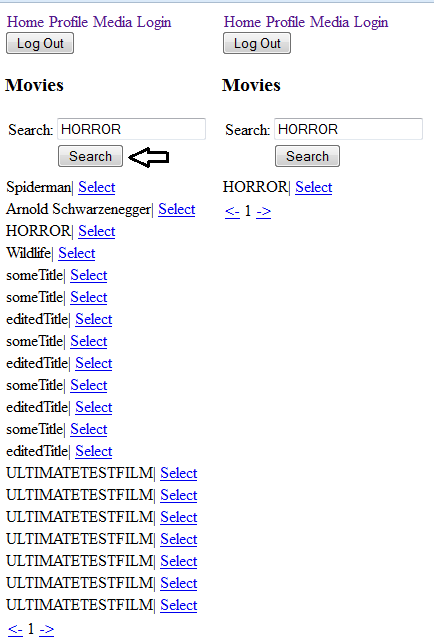 Home Profile Media Login
Log Out
Movies
Search: HORROR
Search
Spiderman| Select
Arnold Schwarzenegger| Select
HORROR| Select
Wildlife| Select
someTitle| Select
someTitle| Select
editedTitle| Select
someTitle| Select
editedTitle| Select
someTitle| Select
editedTitle| Select
someTitle| Select
editedTitle| Select
ULTIMATETESTFILM| Select
ULTIMATETESTFILM| Select
ULTIMATETESTFILM| Select
ULTIMATETESTFILM| Select
ULTIMATETESTFILM| Select
ULTIMATETESTFILM| Select
ULTIMATETESTFILM| Select
<- 1 ->
Home Profile Media Login
Log Out
Movies
Search: HORROR
Search
HORROR| Select
<- 1 ->